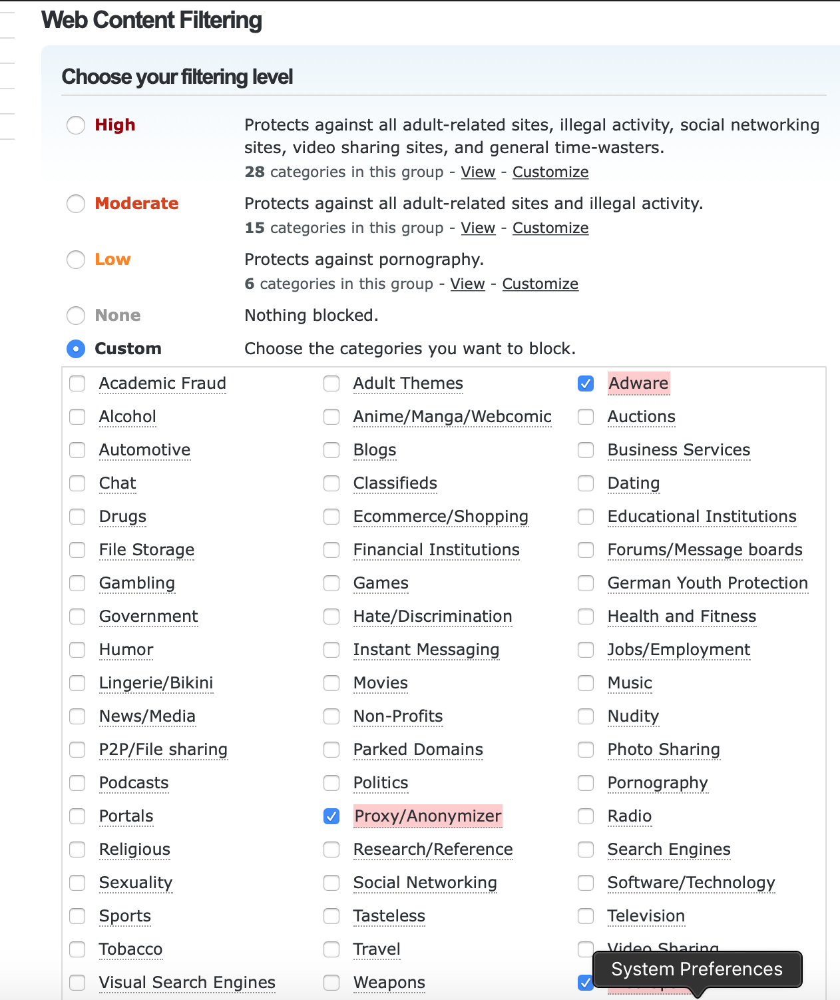 Web Content Filtering
Choose your filtering level
High Protects against all adult-related sites, illegal activity, social networking
sites, video sharing sites, and general time-wasters.
28 categories in this group - View - Customize
Moderate Protects against all adult-related sites and illegal activity.
15 categories in this group - View - Customize
Low Protects against pornography.
6 categories in this group - View - Customize
None Nothing blocked.
Custom Choose the categories you want to block.
Academic Fraud Adult Themes Adware
Alcohol Anime/Manga/Webcomic Auctions
Automotive Blogs Business Services
Chat Classifieds Dating
Drugs Ecommerce/Shopping Educational Institutions
File Storage Financial Institutions Forums/Message boards
Gambling Games German Youth Protection
Government Hate/Discrimination Health and Fitness
Humor Instant Messaging Jobs/Employment
Lingerie/Bikini Movies Music
News/Media Non-Profits Nudity
P2P/File sharing Parked Domains Photo Sharing
Podcasts Politics Pornography
Portals Proxy/Anonymizer Radio
Religious Research/Reference Search Engines
Sexuality Social Networking Software/Technology
Sports Tasteless Television
Tobacco Travel Video Sharing
Visual Search Engines Weapons
System Preferences